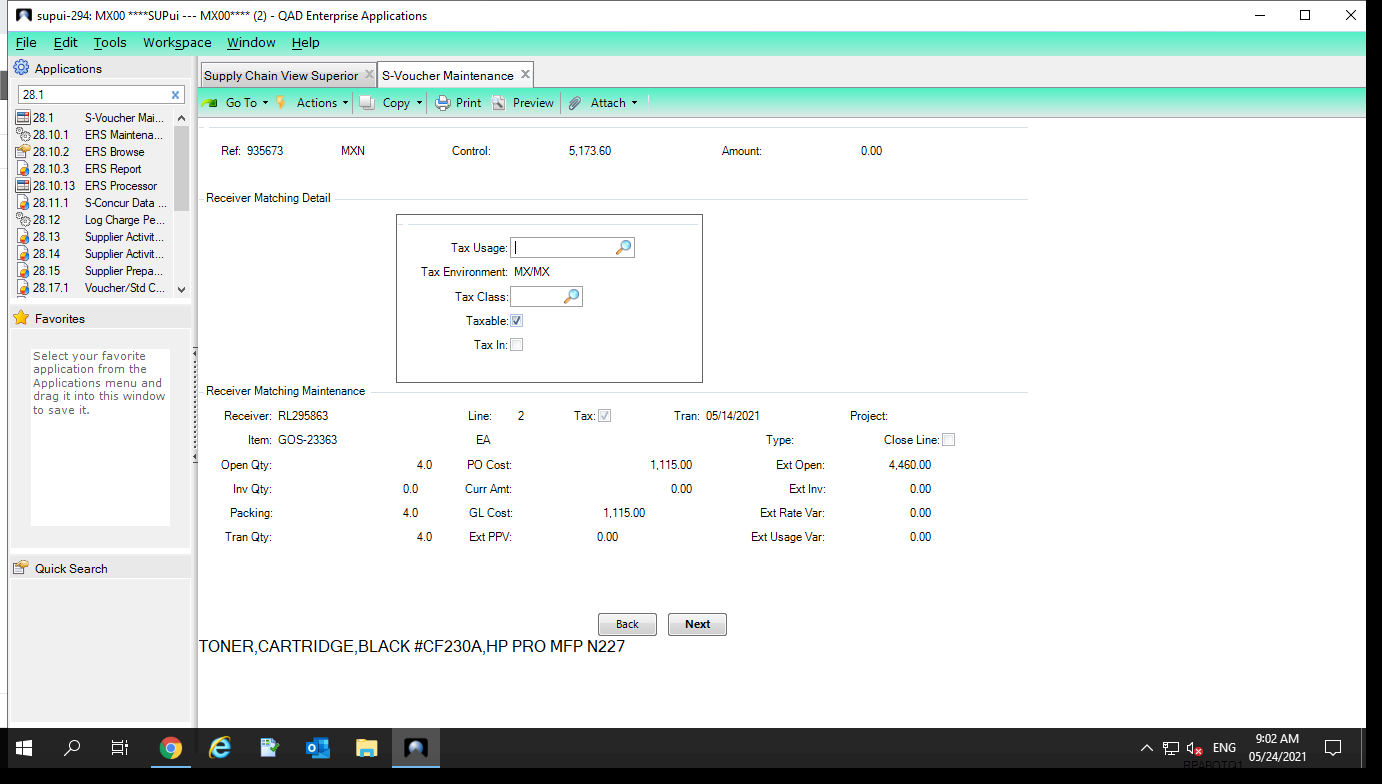 supui-294: MX00 ****SUPui --- MX00**** (2) - QAD Enterprise Applications
File Edit Tools Workspace Window Help
Applications
28.1
28.1 S-Voucher Mai...
28.10.1 ERS Maintena...
28.10.2 ERS Browse
28.10.3 ERS Report
28.10.13 ERS Processor
28.11.1 S-Concur Data ...
28.12 Log Charge Pe...
28.13 Supplier Activit...
28.14 Supplier Activit...
28.15 Supplier Prepa...
28.17.1 Voucher/Std C...
Favorites
Select your favorite
application from the
Applications menu and
drag it into this window
to save it.
Quick Search
Supply Chain View Superior S-Voucher Maintenance
Go To Actions Copy Print Preview Attach
Ref: 935673 MXN Control: 5,173.60 Amount: 0.00
Receiver Matching Detail
Tax Usage:
Tax Environment: MX/MX
Tax Class:
Taxable:
Tax In:
Receiver Matching Maintenance
Receiver: RL295863 Line: 2 Tax: Tran: 05/14/2021 Project:
Item: GOS-23363 EA Type: Close Line:
Open Qty: 4.0 PO Cost: 1,115.00 Ext Open: 4,460.00
Inv Qty: 0.0 Curr Amt: 0.00 Ext Inv: 0.00
Packing: 4.0 GL Cost: 1,115.00 Ext Rate Var: 0.00
Tran Qty: 4.0 Ext PPV: 0.00 Ext Usage Var: 0.00
Back Next
TONER,CARTRIDGE,BLACK #CF230A,HP PRO MFP N227
ENG
9:02 AM
05/24/2021